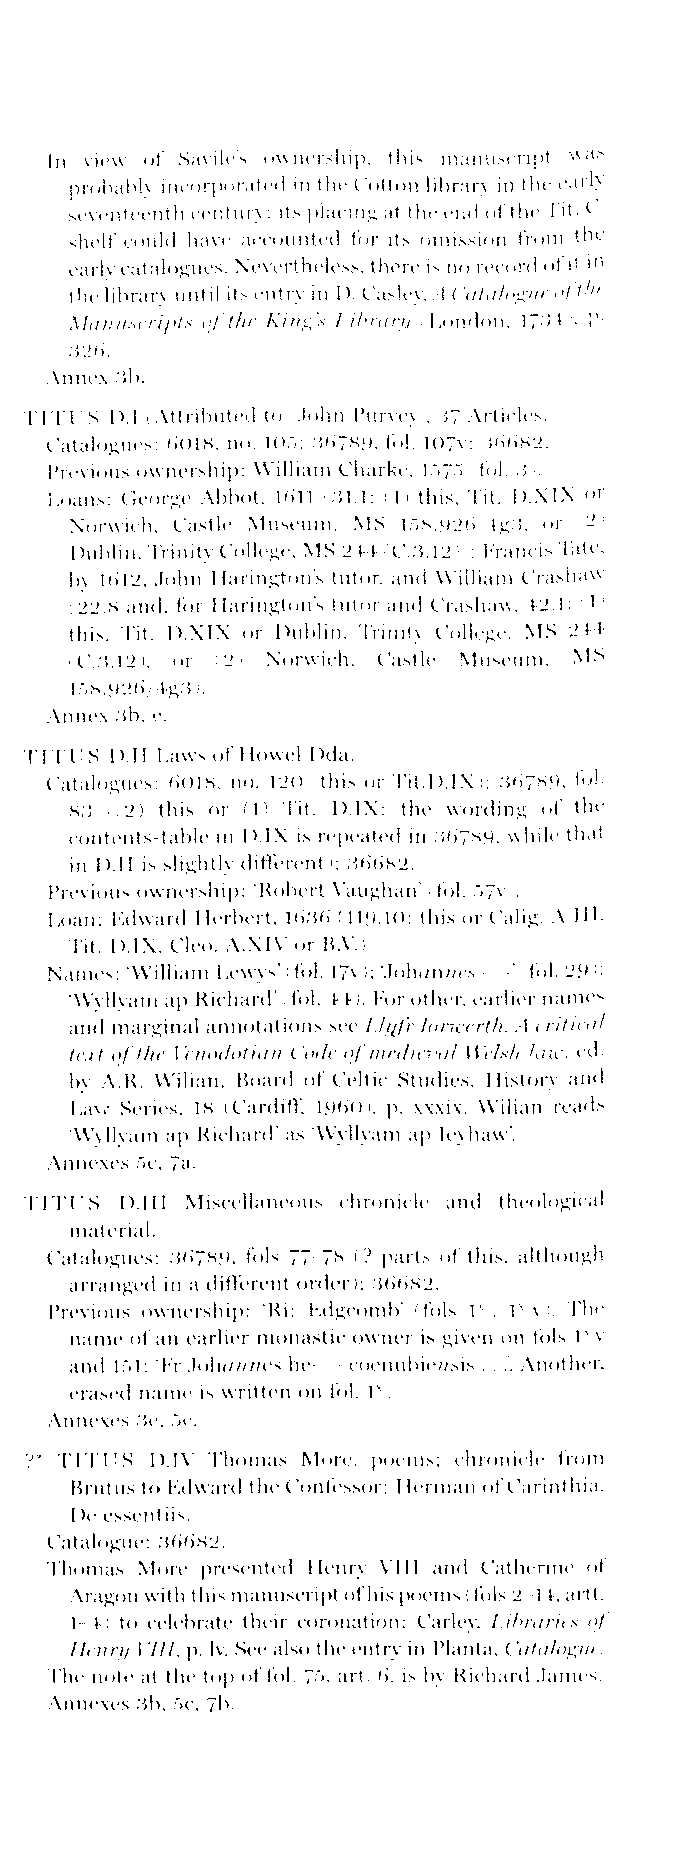 In view of Savile's ownership, this manuscript was
probably incorporated in the Cotton library in the early
seventeenth century; its placing at the end of the Tit. C
shelf could have accounted for its omission from the
early catalogues. Nevertheless, there is no record of it in
the library until its entry in D. Casley, A Catalogue of the
Manuscripts of the King's Library (London, 1734), p.
326.
Annex 3b.
TITUS D.I (Attributed to) John Purvey, 37 Articles.
Catalogues: 6018, no. 105; 36789, fol. 107v; 36682.
Previous ownership: William Charke, 1575 (fol. 3).
Loans: George Abbot, 1611 (31.1: (1) this, Tit. D.XIX or
Norwich, Castle Museum, MS 158.926/4g3, or (2)
Dublin, Trinity College, MS 244 (C.3.12)); Francis Tate,
by 1612, John Harington's tutor, and William Crashaw
(22.8 and, for Harington's tutor and Crashaw, 42.1: (1)
this, Tit. D.XIX or Dublin, Trinity College, MS 244
(C.3.12), or (2) Norwich, Castle Museum, MS
158.926/4g3).
Annex 3b, e.
TITUS D.II Laws of Howel Dda.
Catalogues: 6018, no. 120 (this or Tit.D.IX); 36789, fol.
83 ((2) this or (1) Tit. D.IX: the wording of the
contents-table in D.IX is repeated in 36789, while that
in D.II is slightly different); 36682.
Previous ownership: 'Robert Vaughan' (fol. 57v).
Loan: Edward Herbert, 1636 (119.10: this or Calig. A.III,
Tit. D.IX, Cleo. A.XIV or B.V.)
Names: 'William Lewys' (fol. 17v); 'Johannes - -' (fol. 29);
'Wyllyam ap Richard' (fol. 44). For other, earlier names
and marginal annotations see Llyfr Iorwerth. A critical
text of the Venodotian Code of medieval Welsh law, ed.
by A.R. Wilian, Board of Celtic Studies, History and
Law Series, 18 (Cardiff, 1960), p. xxxix. Wilian reads
'Wyllyam ap Richard' as 'Wyllyam ap Ieyhaw'.
Annexes 5c, 7a.
TITUS D.III Miscellaneous chronicle and theological
material.
Catalogues: 36789, fols 77-78 (? parts of this, although
arranged in a different order); 36682.
Previous ownership: 'Ri: Edgcomb' (fols 1*, 1*v). The
name of an earlier monastic owner is given on fols 1*v
and 151: 'Fr Johannes he- - coenubiensis . . .'. Another,
erased name is written on fol. 1*.
Annexes 3c, 5c.
?* TITUS D.IV Thomas More, poems; chronicle from
Brutus to Edward the Confessor; Herman of Carinthia,
De essentiis.
Catalogue: 36682.
Thomas More presented Henry VIII and Catherine of
Aragon with this manuscript of his poems (fols 2-14, artt.
1-4) to celebrate their coronation: Carley, Libraries of
Henry VIII, p. lv. See also the entry in Planta, Catalogue.
The note at the top of fol. 75, art. 6, is by Richard James.
Annexes 3b, 5c, 7b.